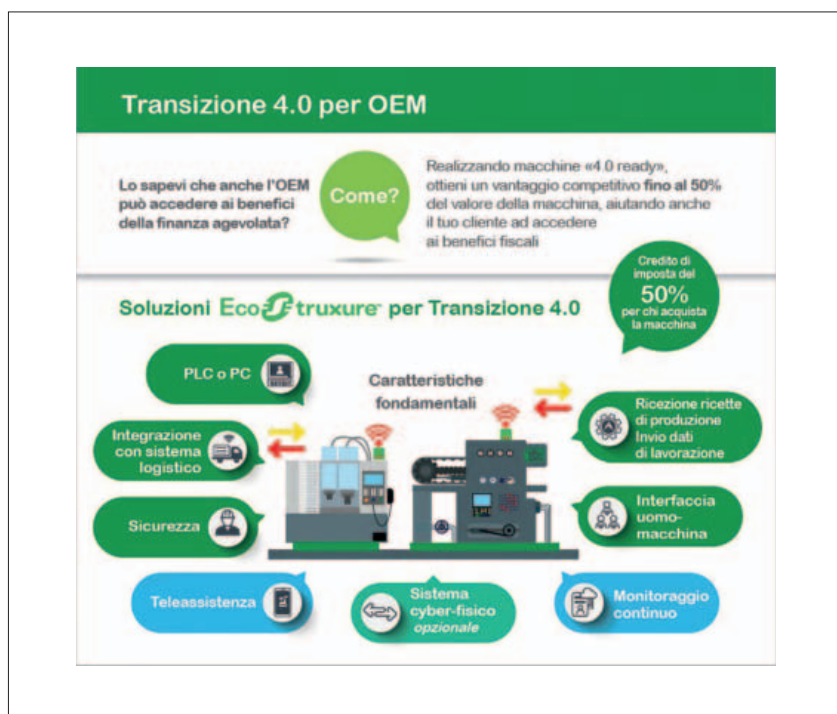 Transizione 4.0 per OEM
Lo sapevi che anche l'OEM
può accedere ai benefici
della finanza agevolata?
Come?
Realizzando macchine «4.0 ready»,
ottieni un vantaggio competitivo fino al 50%
del valore della macchina, aiutando anche
il tuo cliente ad accedere
ai benefici fiscali
Credito di
imposta del
50%
per chi acquista
la macchina
Soluzioni EcoStruxure per Transizione 4.0
PLC o PC
Caratteristiche
fondamentali
Integrazione
con sistema
logistico
Ricezione ricette
di produzione
Invio dati
di lavorazione
Sicurezza
Interfaccia
uomo-
macchina
Teleassistenza
Sistema
cyber-fisico
opzionale
Monitoraggio
continuo